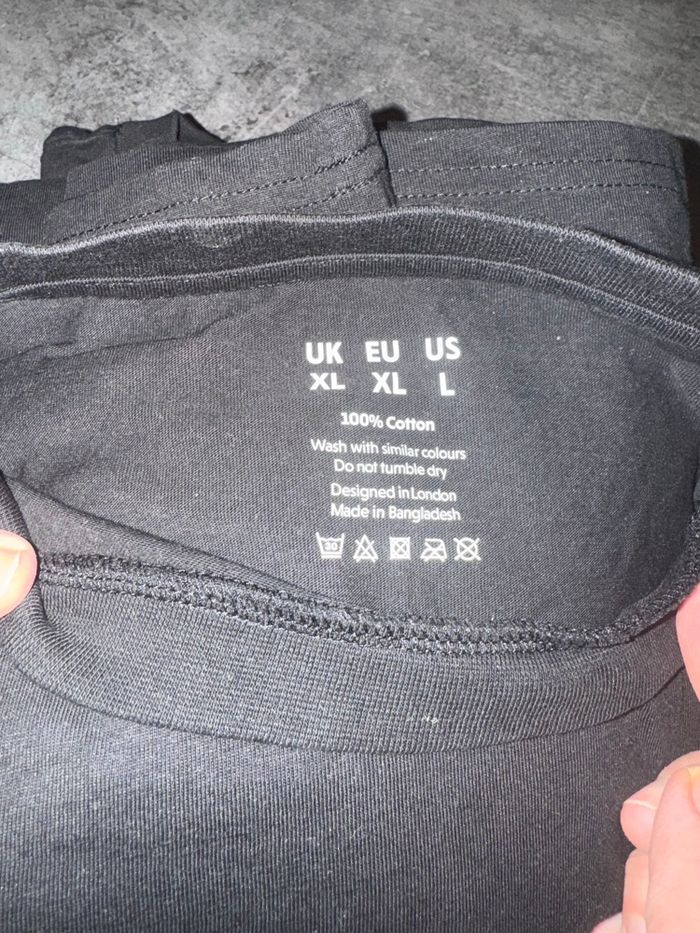 UK EU US
XL XL L
100% Cotton
Wash with similar colours
Do not tumble dry
Designed in London
Made in Bangladesh
30